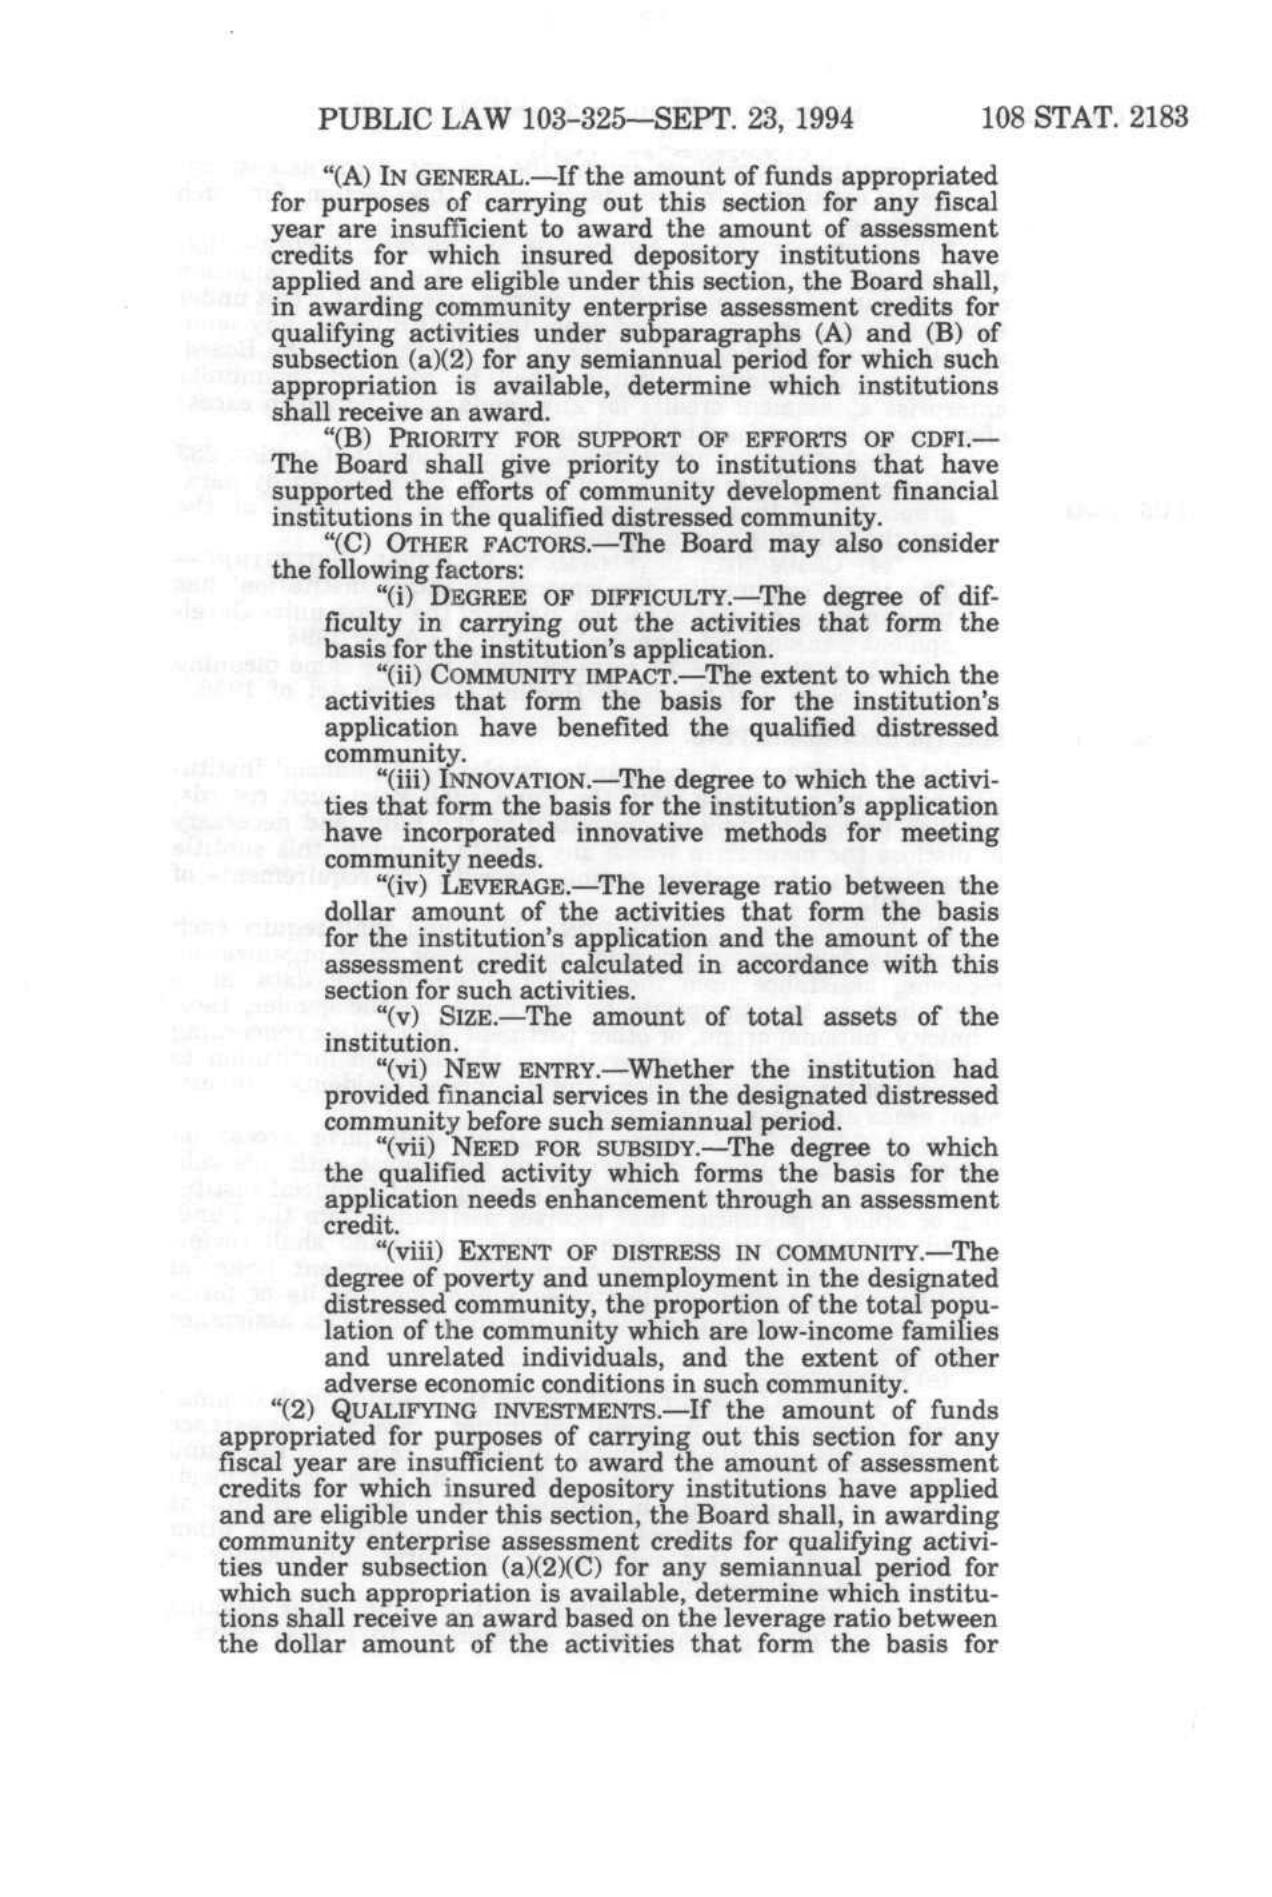 PUBLIC LAW 103–325—SEPT. 23, 1994 108 STAT. 2183
“(A) IN GENERAL.—If the amount of funds appropriated
for purposes of carrying out this section for any fiscal
year are insufficient to award the amount of assessment
credits for which insured depository institutions have
applied and are eligible under this section, the Board shall,
in awarding community enterprise assessment credits for
qualifying activities under subparagraphs (A) and (B) of
subsection (a)(2) for any semiannual period for which such
appropriation is available, determine which institutions
shall receive an award.
“(B) PRIORITY FOR SUPPORT OF EFFORTS OF CDFI.—
The Board shall give priority to institutions that have
supported the efforts of community development financial
institutions in the qualified distressed community.
“(C) OTHER FACTORS.—The Board may also consider
the following factors:
“(i) DEGREE OF DIFFICULTY.—The degree of dif-
ficulty in carrying out the activities that form the
basis for the institution’s application.
“(ii) COMMUNITY IMPACT.—The extent to which the
activities that form the basis for the institution’s
application have benefited the qualified distressed
community.
“(iii) INNOVATION.—The degree to which the activi-
ties that form the basis for the institution’s application
have incorporated innovative methods for meeting
community needs.
“(iv) LEVERAGE.—The leverage ratio between the
dollar amount of the activities that form the basis
for the institution’s application and the amount of the
assessment credit calculated in accordance with this
section for such activities.
“(v) SIZE.—The amount of total assets of the
institution.
“(vi) NEW ENTRY.—Whether the institution had
provided financial services in the designated distressed
community before such semiannual period.
“(vii) NEED FOR SUBSIDY.—The degree to which
the qualified activity which forms the basis for the
application needs enhancement through an assessment
credit.
“(viii) EXTENT OF DISTRESS IN COMMUNITY.—The
degree of poverty and unemployment in the designated
distressed community, the proportion of the total popu-
lation of the community which are low-income families
and unrelated individuals, and the extent of other
adverse economic conditions in such community.
“(2) QUALIFYING INVESTMENTS.—If the amount of funds
appropriated for purposes of carrying out this section for any
fiscal year are insufficient to award the amount of assessment
credits for which insured depository institutions have applied
and are eligible under this section, the Board shall, in awarding
community enterprise assessment credits for qualifying activi-
ties under subsection (a)(2)(C) for any semiannual period for
which such appropriation is available, determine which institu-
tions shall receive an award based on the leverage ratio between
the dollar amount of the activities that form the basis for